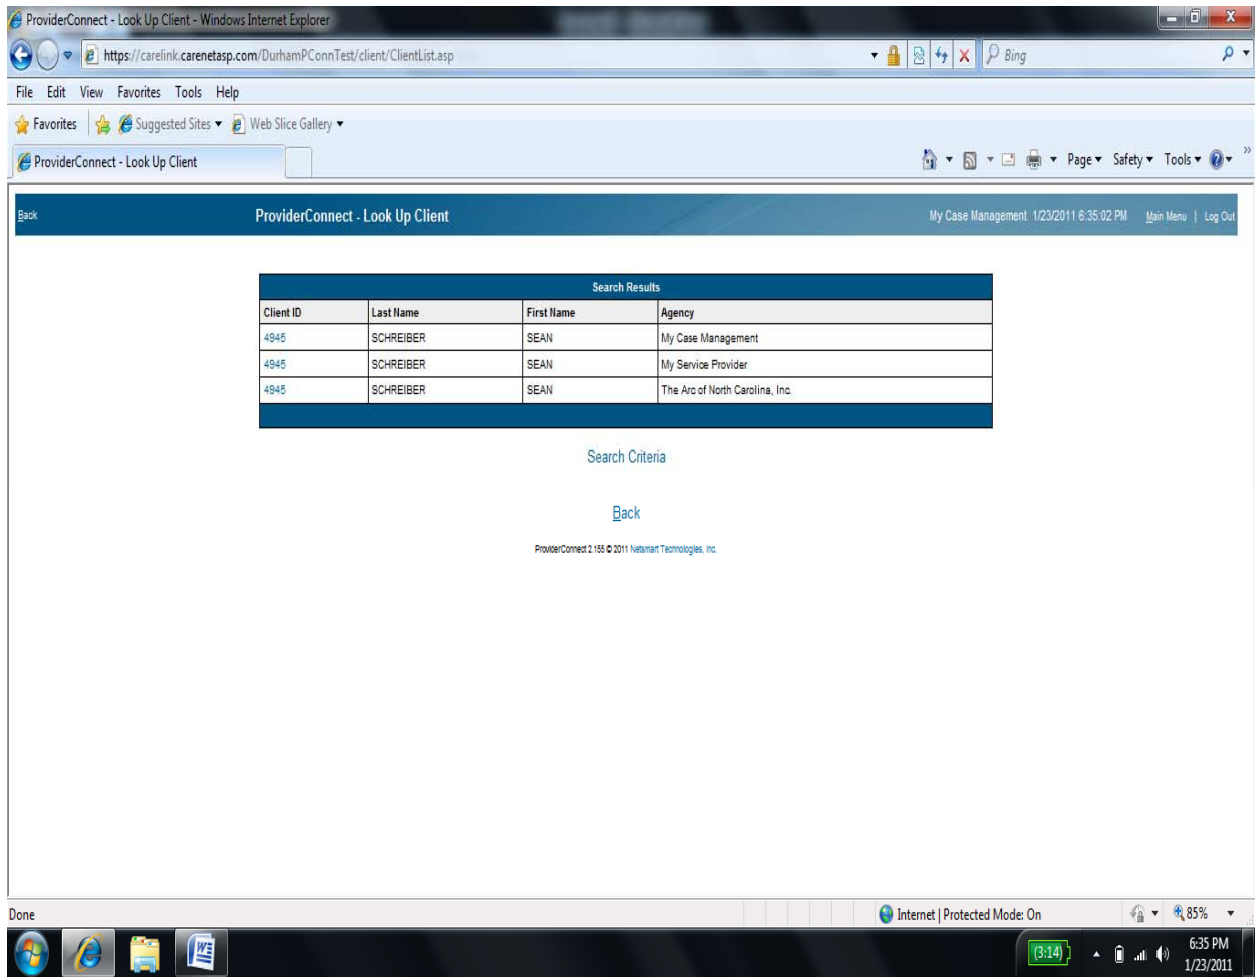 ProviderConnect - Look Up Client - Windows Internet Explorer
https://carelink.carenetasp.com/DurhamPConnTest/client/ClientList.asp Bing
File Edit View Favorites Tools Help
Favorites Suggested Sites Web Slice Gallery
ProviderConnect - Look Up Client Page Safety Tools
Back ProviderConnect - Look Up Client My Case Management 1/23/2011 6:35:02 PM Main Menu | Log Out
Search Results
Client ID Last Name First Name Agency
4945 SCHREIBER SEAN My Case Management
4945 SCHREIBER SEAN My Service Provider
4945 SCHREIBER SEAN The Arc of North Carolina, Inc.
Search Criteria
Back
ProviderConnect 2.155 © 2011 Netsmart Technologies, Inc.
Done Internet | Protected Mode: On 85%
(3:14) 6:35 PM
1/23/2011